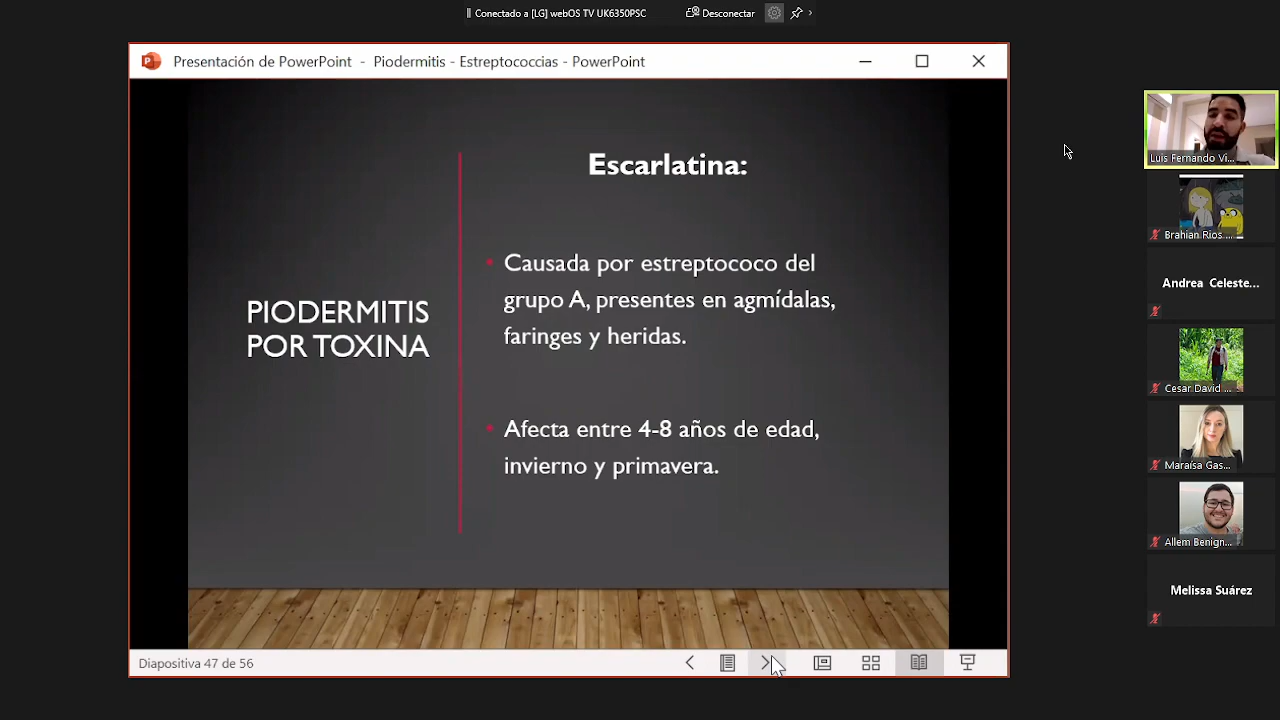 Conectado a [LG] webOS TV UK6350PSC
Desconectar
Presentación de PowerPoint - Piodermitis - Estreptococcias - PowerPoint
Escarlatina:
PIODERMITIS
POR TOXINA
• Causada por estreptococo del
grupo A, presentes en agmídalas,
faringes y heridas.
• Afecta entre 4-8 años de edad,
invierno y primavera.
Diapositiva 47 de 56
Luis Fernando Vi...
Brahian Rios ...
Andrea Celeste...
Cesar David ...
Maraísa Gas...
Allem Benign...
Melissa Suárez